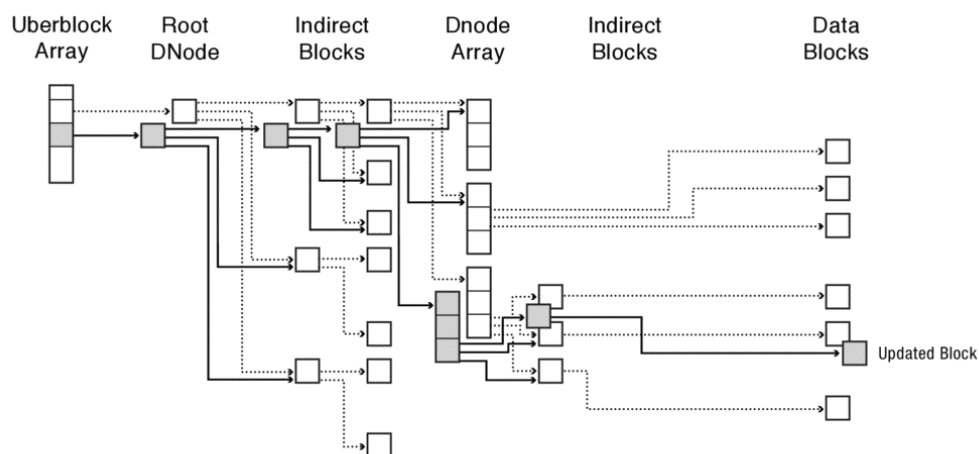 Uberblock
Array
Root
DNode
Indirect
Blocks
Dnode
Array
Indirect
Blocks
Data
Blocks
Updated Block